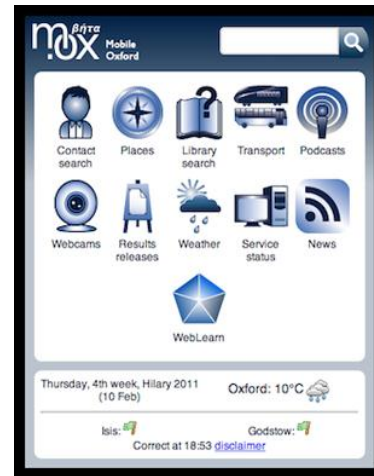 βήτα
m.ox Mobile
Oxford
Contact search
Places
Library search
Transport
Podcasts
Webcams
Results releases
Weather
Service status
News
WebLearn
Thursday, 4th week, Hilary 2011
(10 Feb)
Oxford: 10°C
Isis:
Godstow:
Correct at 18:53 disclaimer